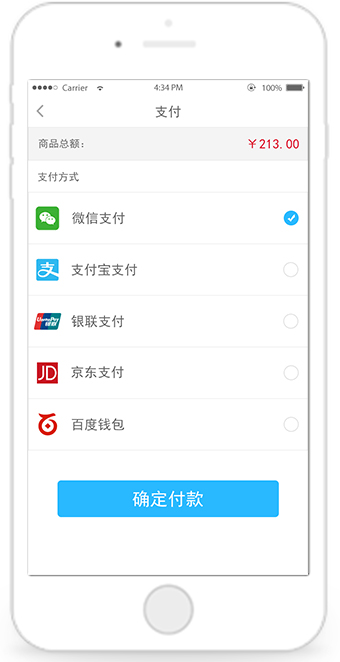 Carrier 4:34 PM 100%
支付
商品总额： ￥213.00
支付方式
微信支付
支 支付宝支付
UnionPay 银联 银联支付
JD 京东支付
百度钱包
确定付款